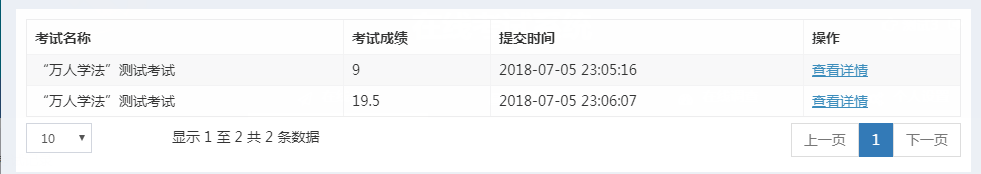 考试名称 考试成绩 提交时间 操作
“万人学法”测试考试 9 2018-07-05 23:05:16 查看详情
“万人学法”测试考试 19.5 2018-07-05 23:06:07 查看详情
10 显示 1 至 2 共 2 条数据 上一页 1 下一页